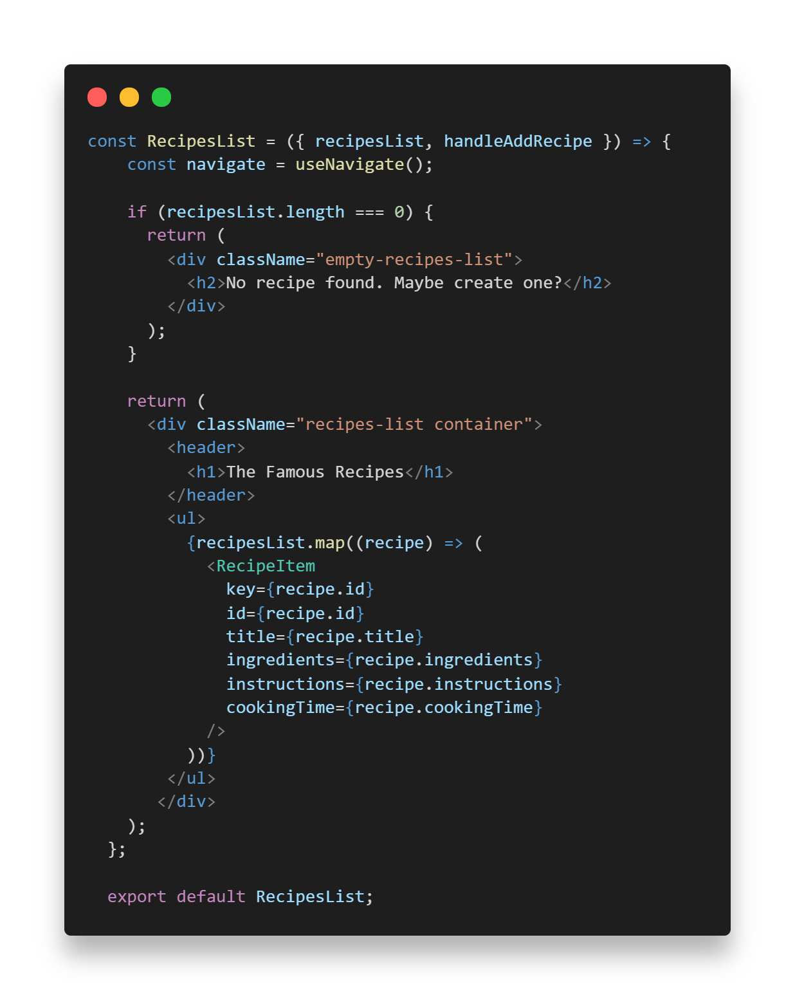 const RecipesList = ({ recipesList, handleAddRecipe }) => {
    const navigate = useNavigate();

    if (recipesList.length === 0) {
      return (
        <div className="empty-recipes-list">
          <h2>No recipe found. Maybe create one?</h2>
        </div>
      );
    }

    return (
      <div className="recipes-list container">
        <header>
          <h1>The Famous Recipes</h1>
        </header>
        <ul>
          {recipesList.map((recipe) => (
            <RecipeItem
              key={recipe.id}
              id={recipe.id}
              title={recipe.title}
              ingredients={recipe.ingredients}
              instructions={recipe.instructions}
              cookingTime={recipe.cookingTime}
            />
          ))}
        </ul>
       </div>
    );
  };

  export default RecipesList;